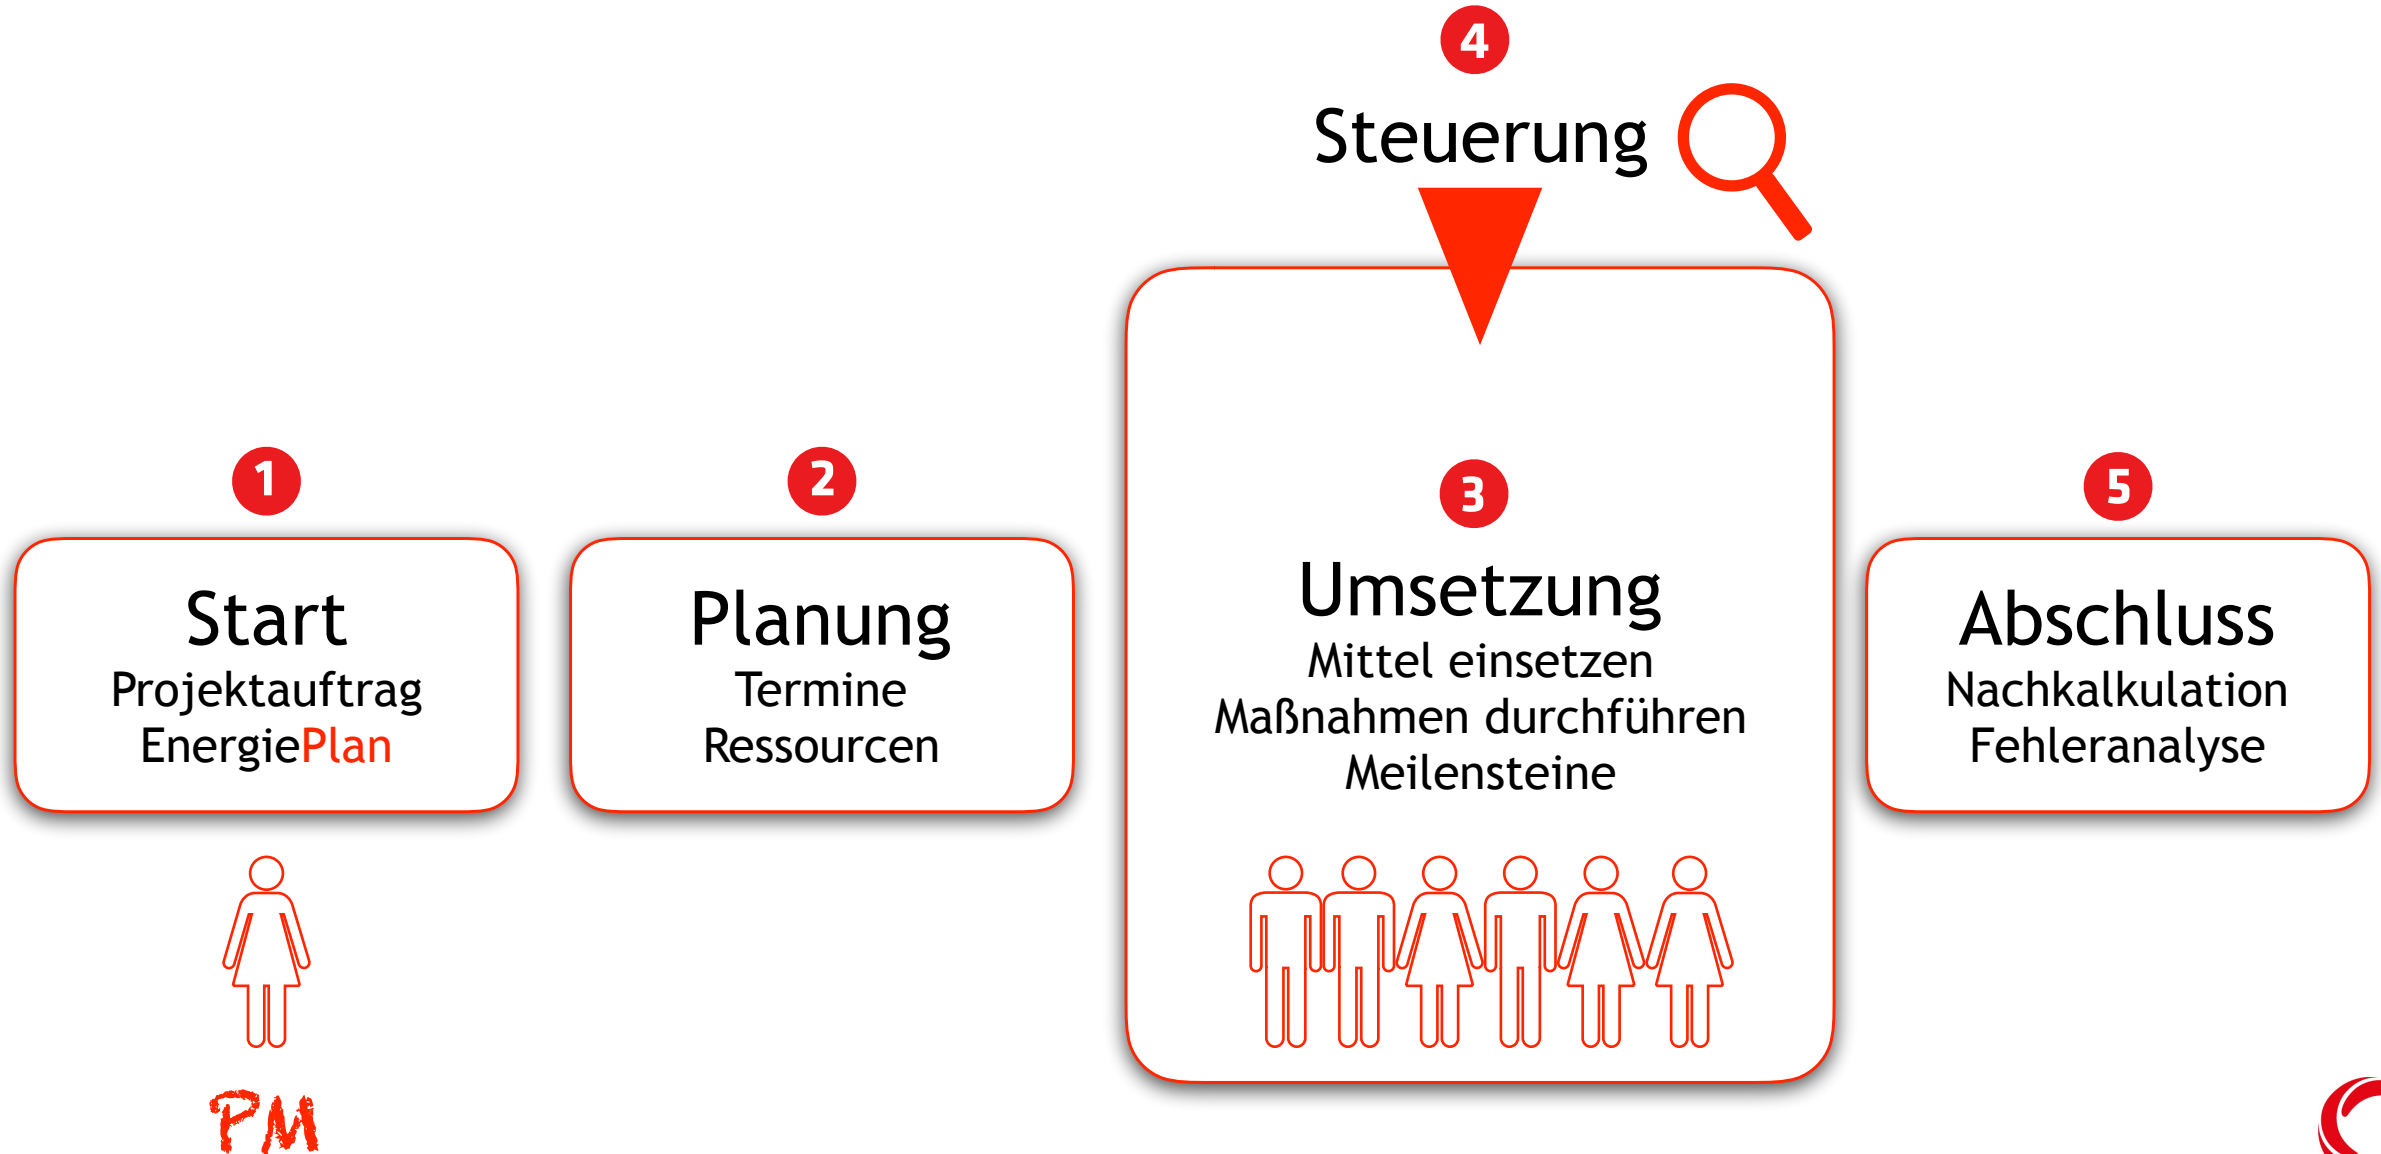 4
Steuerung
1
Start
Projektauftrag
EnergiePlan
PM
2
Planung
Termine
Ressourcen
3
Umsetzung
Mittel einsetzen
Maßnahmen durchführen
Meilensteine
5
Abschluss
Nachkalkulation
Fehleranalyse